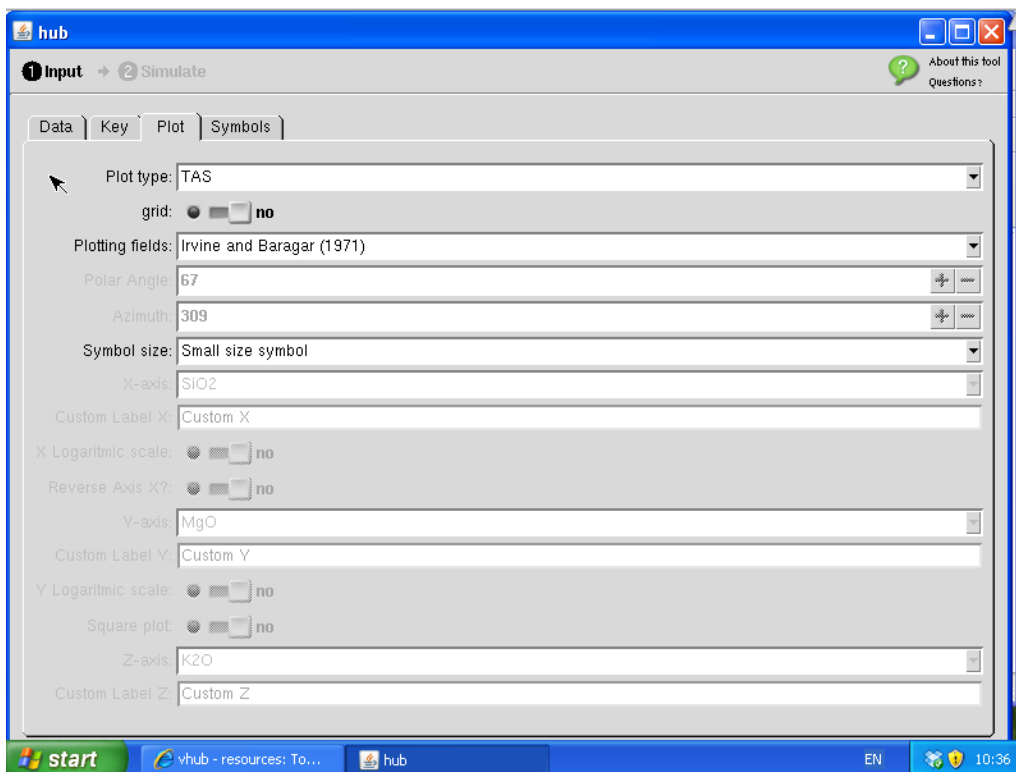 hub
1 Input → 2 Simulate
About this tool
Questions?
Data Key Plot Symbols
Plot type: TAS
grid: no
Plotting fields: Irvine and Baragar (1971)
Polar Angle: 67
Azimuth: 309
Symbol size: Small size symbol
X-axis: SiO2
Custom Label X: Custom X
X Logaritmic scale: no
Reverse Axis X?: no
Y-axis: MgO
Custom Label Y: Custom Y
Y Logaritmic scale: no
Square plot: no
Z-axis: K2O
Custom Label Z: Custom Z
start vhub - resources: To... hub EN 10:36